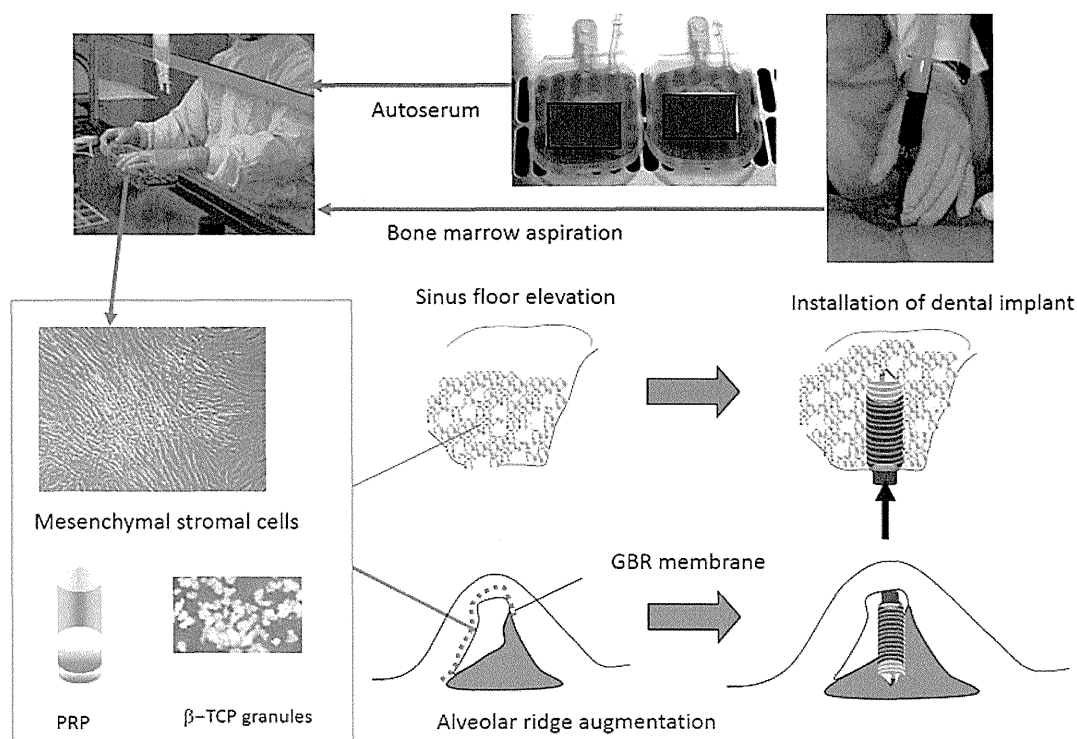 Autoserum
Bone marrow aspiration
Sinus floor elevation
Installation of dental implant
Mesenchymal stromal cells
GBR membrane
PRP
β−TCP granules
Alveolar ridge augmentation